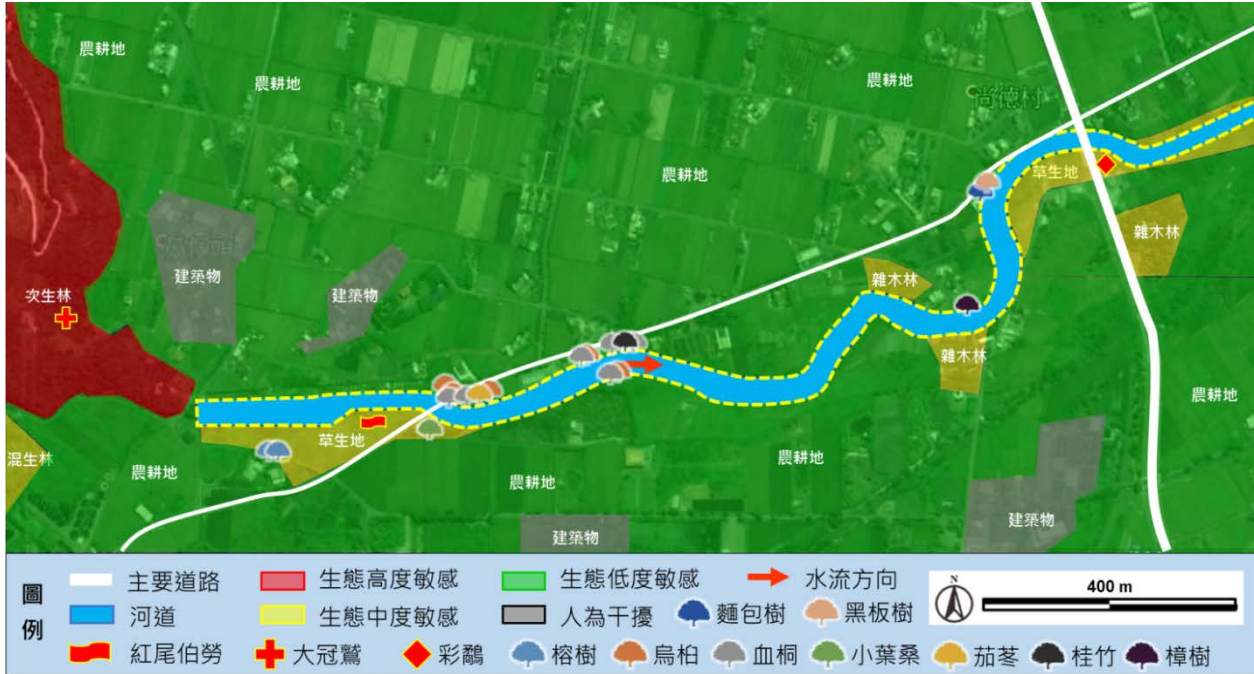 農耕地
農耕地
農耕地
尚德村
農耕地
草生地
雜木林
建築物
建築物
次生林
雜木林
雜木林
農耕地
草生地
混生林
農耕地
農耕地
農耕地
建築物
建築物
圖例
主要道路
生態高度敏感
生態低度敏感
水流方向
N
400 m
河道
生態中度敏感
人為干擾
麵包樹
黑板樹
紅尾伯勞
大冠鷲
彩鷸
榕樹
烏桕
血桐
小葉桑
茄苳
桂竹
樟樹